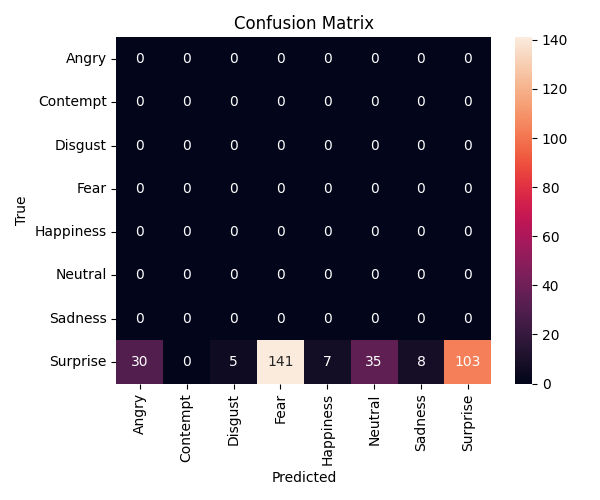 Confusion Matrix
Angry 0 0 0 0 0 0 0 0
Contempt 0 0 0 0 0 0 0 0
Disgust 0 0 0 0 0 0 0 0
Fear 0 0 0 0 0 0 0 0
Happiness 0 0 0 0 0 0 0 0
Neutral 0 0 0 0 0 0 0 0
Sadness 0 0 0 0 0 0 0 0
Surprise 30 0 5 141 7 35 8 103
True
Angry Contempt Disgust Fear Happiness Neutral Sadness Surprise
Predicted
140
120
100
80
60
40
20
0